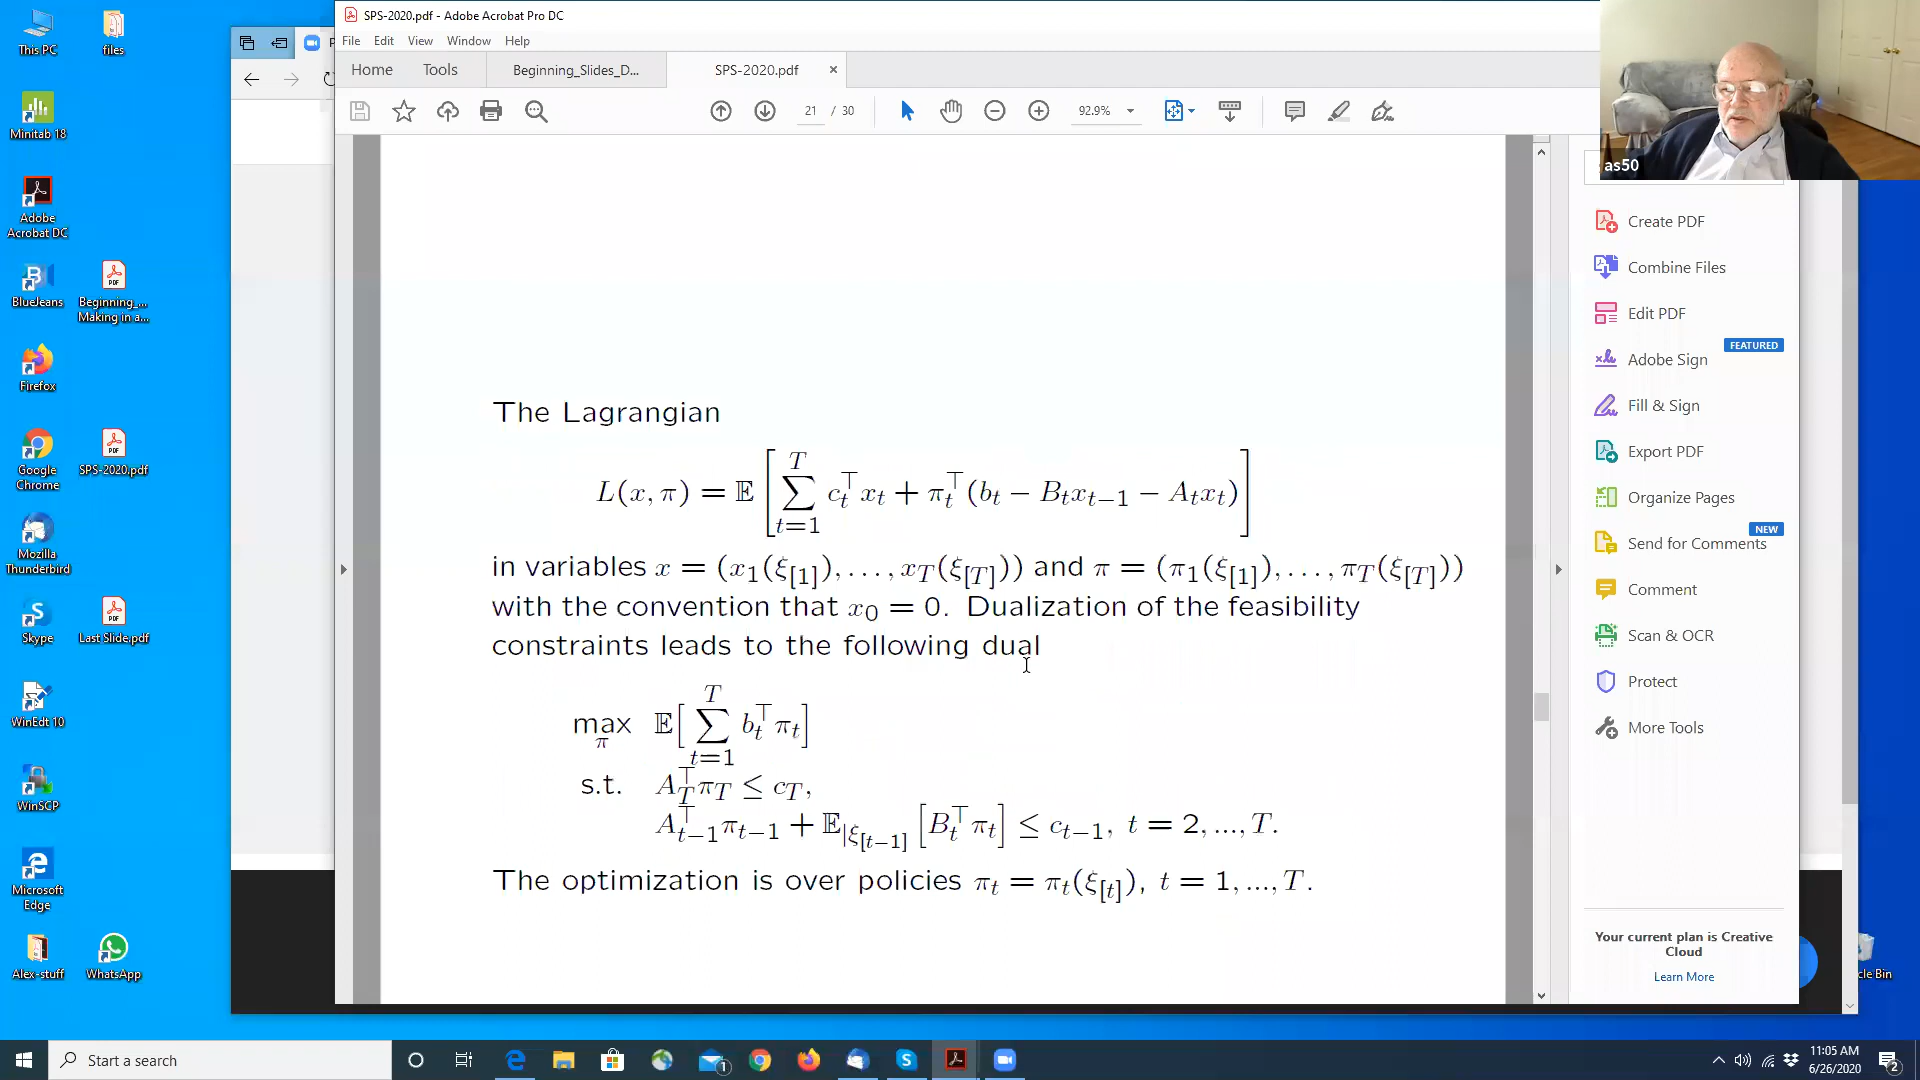 This PC
files
Minitab 18
Adobe
Acrobat DC
BlueJeans
Beginning_...
Making in a...
Firefox
Google
Chrome
SPS-2020.pdf
Mozilla
Thunderbird
Skype
Last Slide.pdf
WinEdt 10
WinSCP
Microsoft
Edge
Alex-stuff
WhatsApp
SPS-2020.pdf - Adobe Acrobat Pro DC
File Edit View Window Help
Home Tools Beginning_Slides_D... SPS-2020.pdf ×
21 / 30 92.9%
The Lagrangian
L(x, π) = 𝔼 [ ∑_{t=1}^{T} c_t^⊤ x_t + π_t^⊤ (b_t − B_t x_{t−1} − A_t x_t) ]
in variables x = (x_1(ξ_{[1]}), . . . , x_T(ξ_{[T]})) and π = (π_1(ξ_{[1]}), . . . , π_T(ξ_{[T]}))
with the convention that x_0 = 0. Dualization of the feasibility
constraints leads to the following dual
max_π 𝔼[ ∑_{t=1}^{T} b_t^⊤ π_t ]
s.t. A_T^⊤ π_T ≤ c_T,
A_{t−1}^⊤ π_{t−1} + 𝔼_{|ξ_{[t−1]}} [ B_t^⊤ π_t ] ≤ c_{t−1}, t = 2, ..., T.
The optimization is over policies π_t = π_t(ξ_{[t]}), t = 1, ..., T.
as50
Create PDF
Combine Files
Edit PDF
FEATURED
Adobe Sign
Fill & Sign
Export PDF
Organize Pages
NEW
Send for Comments
Comment
Scan & OCR
Protect
More Tools
Your current plan is Creative
Cloud
Learn More
cle Bin
Start a search
11:05 AM
6/26/2020